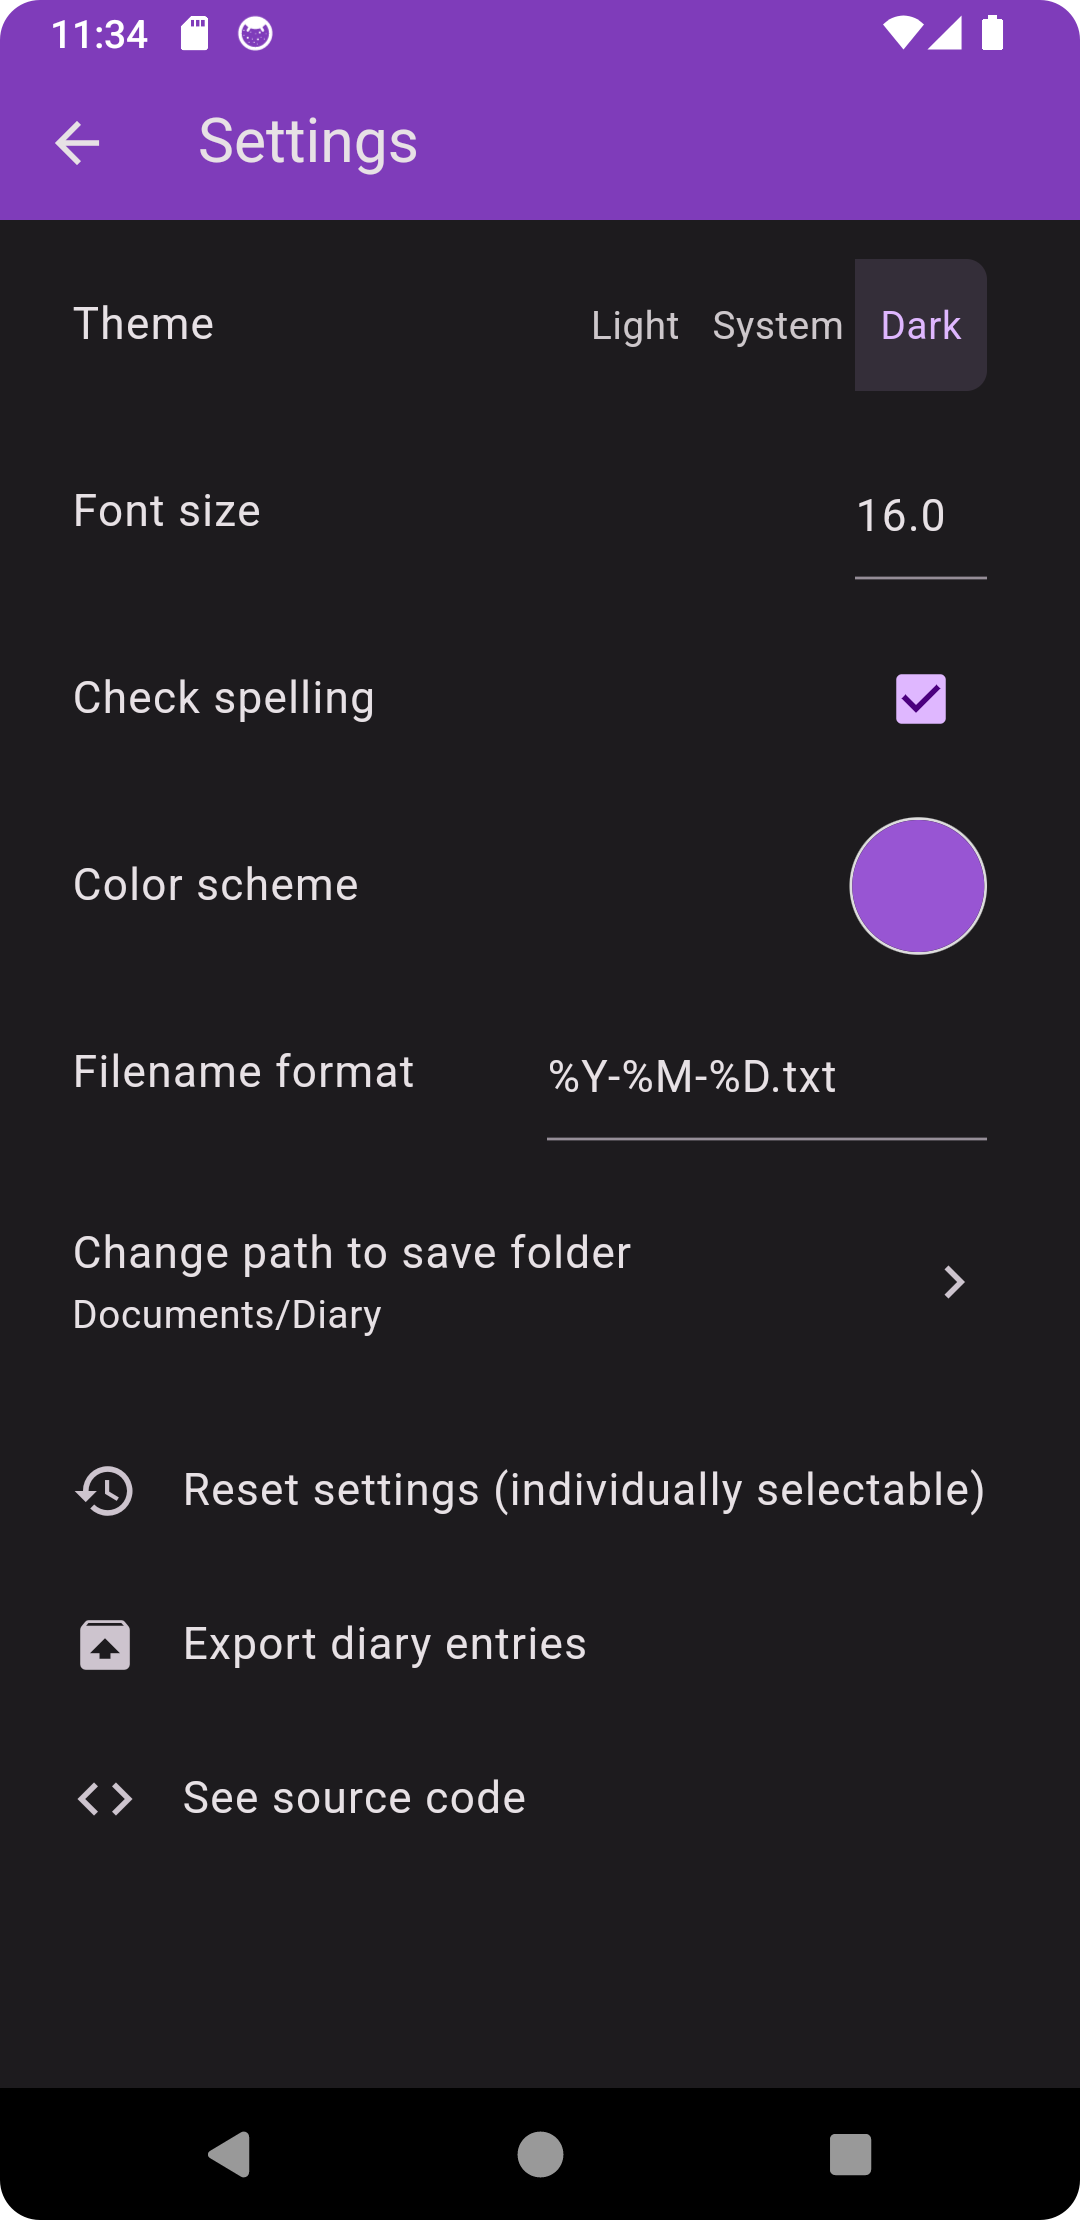 11:34
Settings
Theme Light System Dark
Font size 16.0
Check spelling
Color scheme
Filename format %Y-%M-%D.txt
Change path to save folder
Documents/Diary
Reset settings (individually selectable)
Export diary entries
See source code